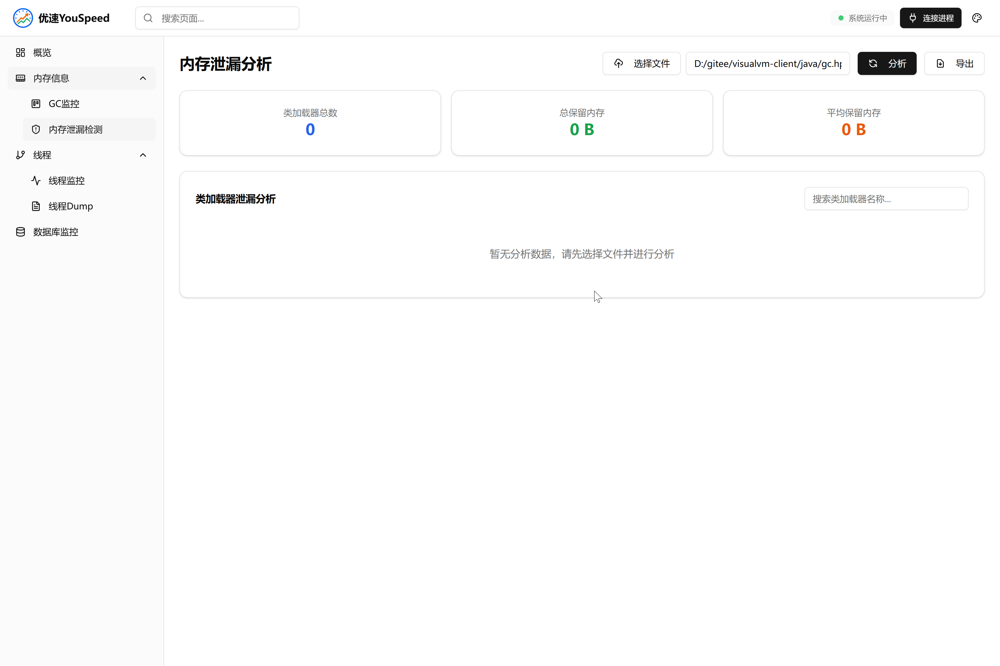 优速YouSpeed
搜索页面...
系统运行中
连接进程
概览
内存信息
GC监控
内存泄漏检测
线程
线程监控
线程Dump
数据库监控
内存泄漏分析
选择文件
D:/gitee/visualvm-client/java/gc.h
分析
导出
类加载器总数
0
总保留内存
0 B
平均保留内存
0 B
类加载器泄漏分析
搜索类加载器名称...
暂无分析数据，请先选择文件并进行分析